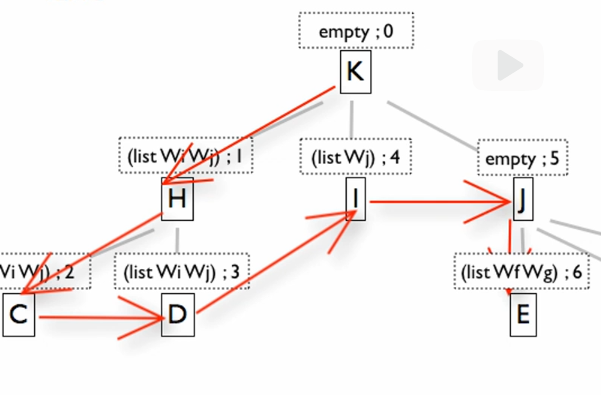 empty ; 0
K
(list Wi Wj) ; 1
(list Wj) ; 4
empty ; 5
H
I
J
Wj) ; 2
(list Wi Wj) ; 3
(list Wf Wg) ; 6
C
D
E